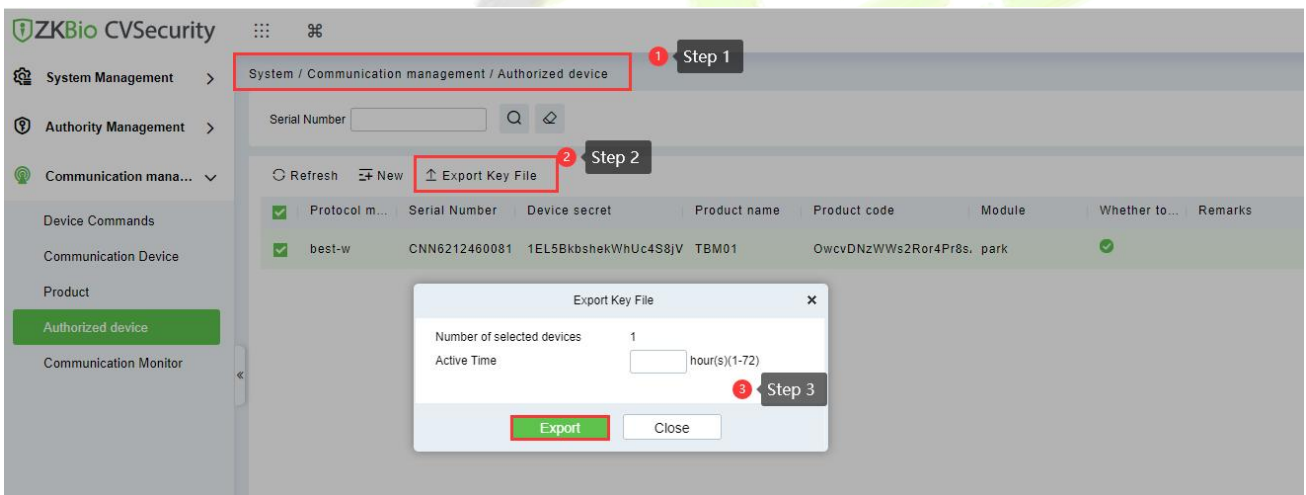 ZKBio CVSecurity
1 Step 1
System Management
System / Communication management / Authorized device
Authority Management
Serial Number
2 Step 2
Communication mana...
Refresh New Export Key File
Protocol m... Serial Number Device secret Product name Product code Module Whether to... Remarks
Device Commands
best-w CNN6212460081 1EL5BkbshekWhUc4S8jV TBM01 OwcvDNzWWs2Ror4Pr8s. park
Communication Device
Product
Authorized device
Communication Monitor
Export Key File
Number of selected devices 1
Active Time hour(s)(1-72)
3 Step 3
Export Close